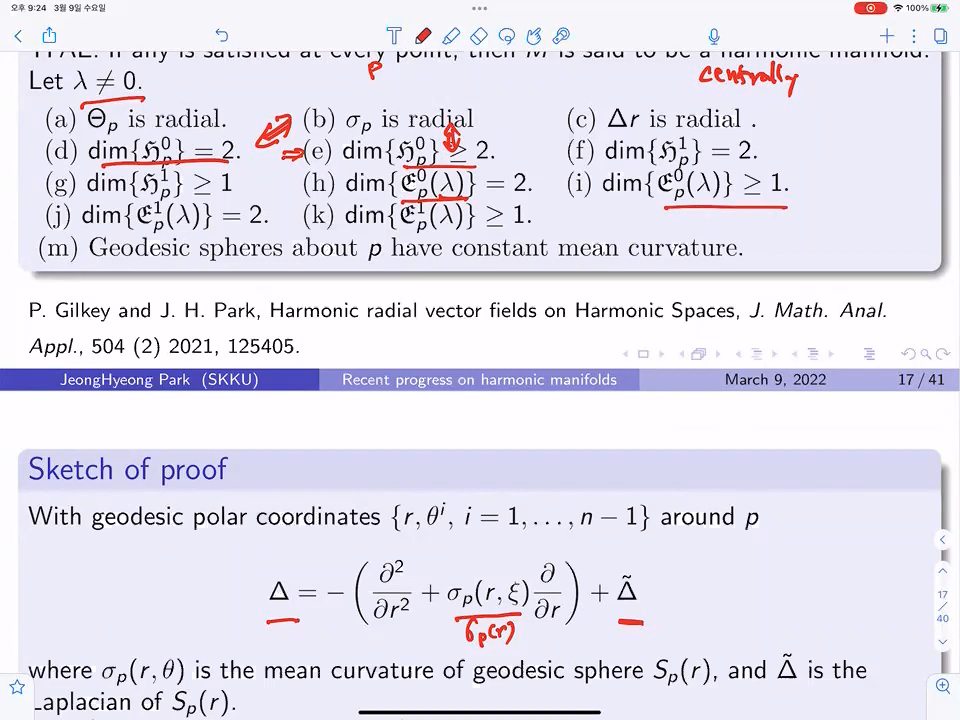 오후 9:24 3월 9일 수요일
100%
TFAE. If any is satisfied at every point, then M is said to be a harmonic manifold.
p
centrally
Let λ ≠ 0.
(a) Θ_p is radial. (b) σ_p is radial (c) Δr is radial .
(d) dim{ℌ_p^0} = 2. (e) dim{ℌ_p^0} ≥ 2. (f) dim{ℌ_p^1} = 2.
(g) dim{ℌ_p^1} ≥ 1 (h) dim{𝔈_p^0(λ)} = 2. (i) dim{𝔈_p^0(λ)} ≥ 1.
(j) dim{𝔈_p^1(λ)} = 2. (k) dim{𝔈_p^1(λ)} ≥ 1.
(m) Geodesic spheres about p have constant mean curvature.
P. Gilkey and J. H. Park, Harmonic radial vector fields on Harmonic Spaces, J. Math. Anal.
Appl., 504 (2) 2021, 125405.
JeongHyeong Park (SKKU) Recent progress on harmonic manifolds March 9, 2022 17 / 41
Sketch of proof
With geodesic polar coordinates {r, θ^i, i = 1, . . . , n − 1} around p
Δ = − ( ∂²/∂r² + σ_p(r, ξ) ∂/∂r ) + Δ̃
σ_p(r)
where σ_p(r, θ) is the mean curvature of geodesic sphere S_p(r), and Δ̃ is the
Laplacian of S_p(r).
17
/
40